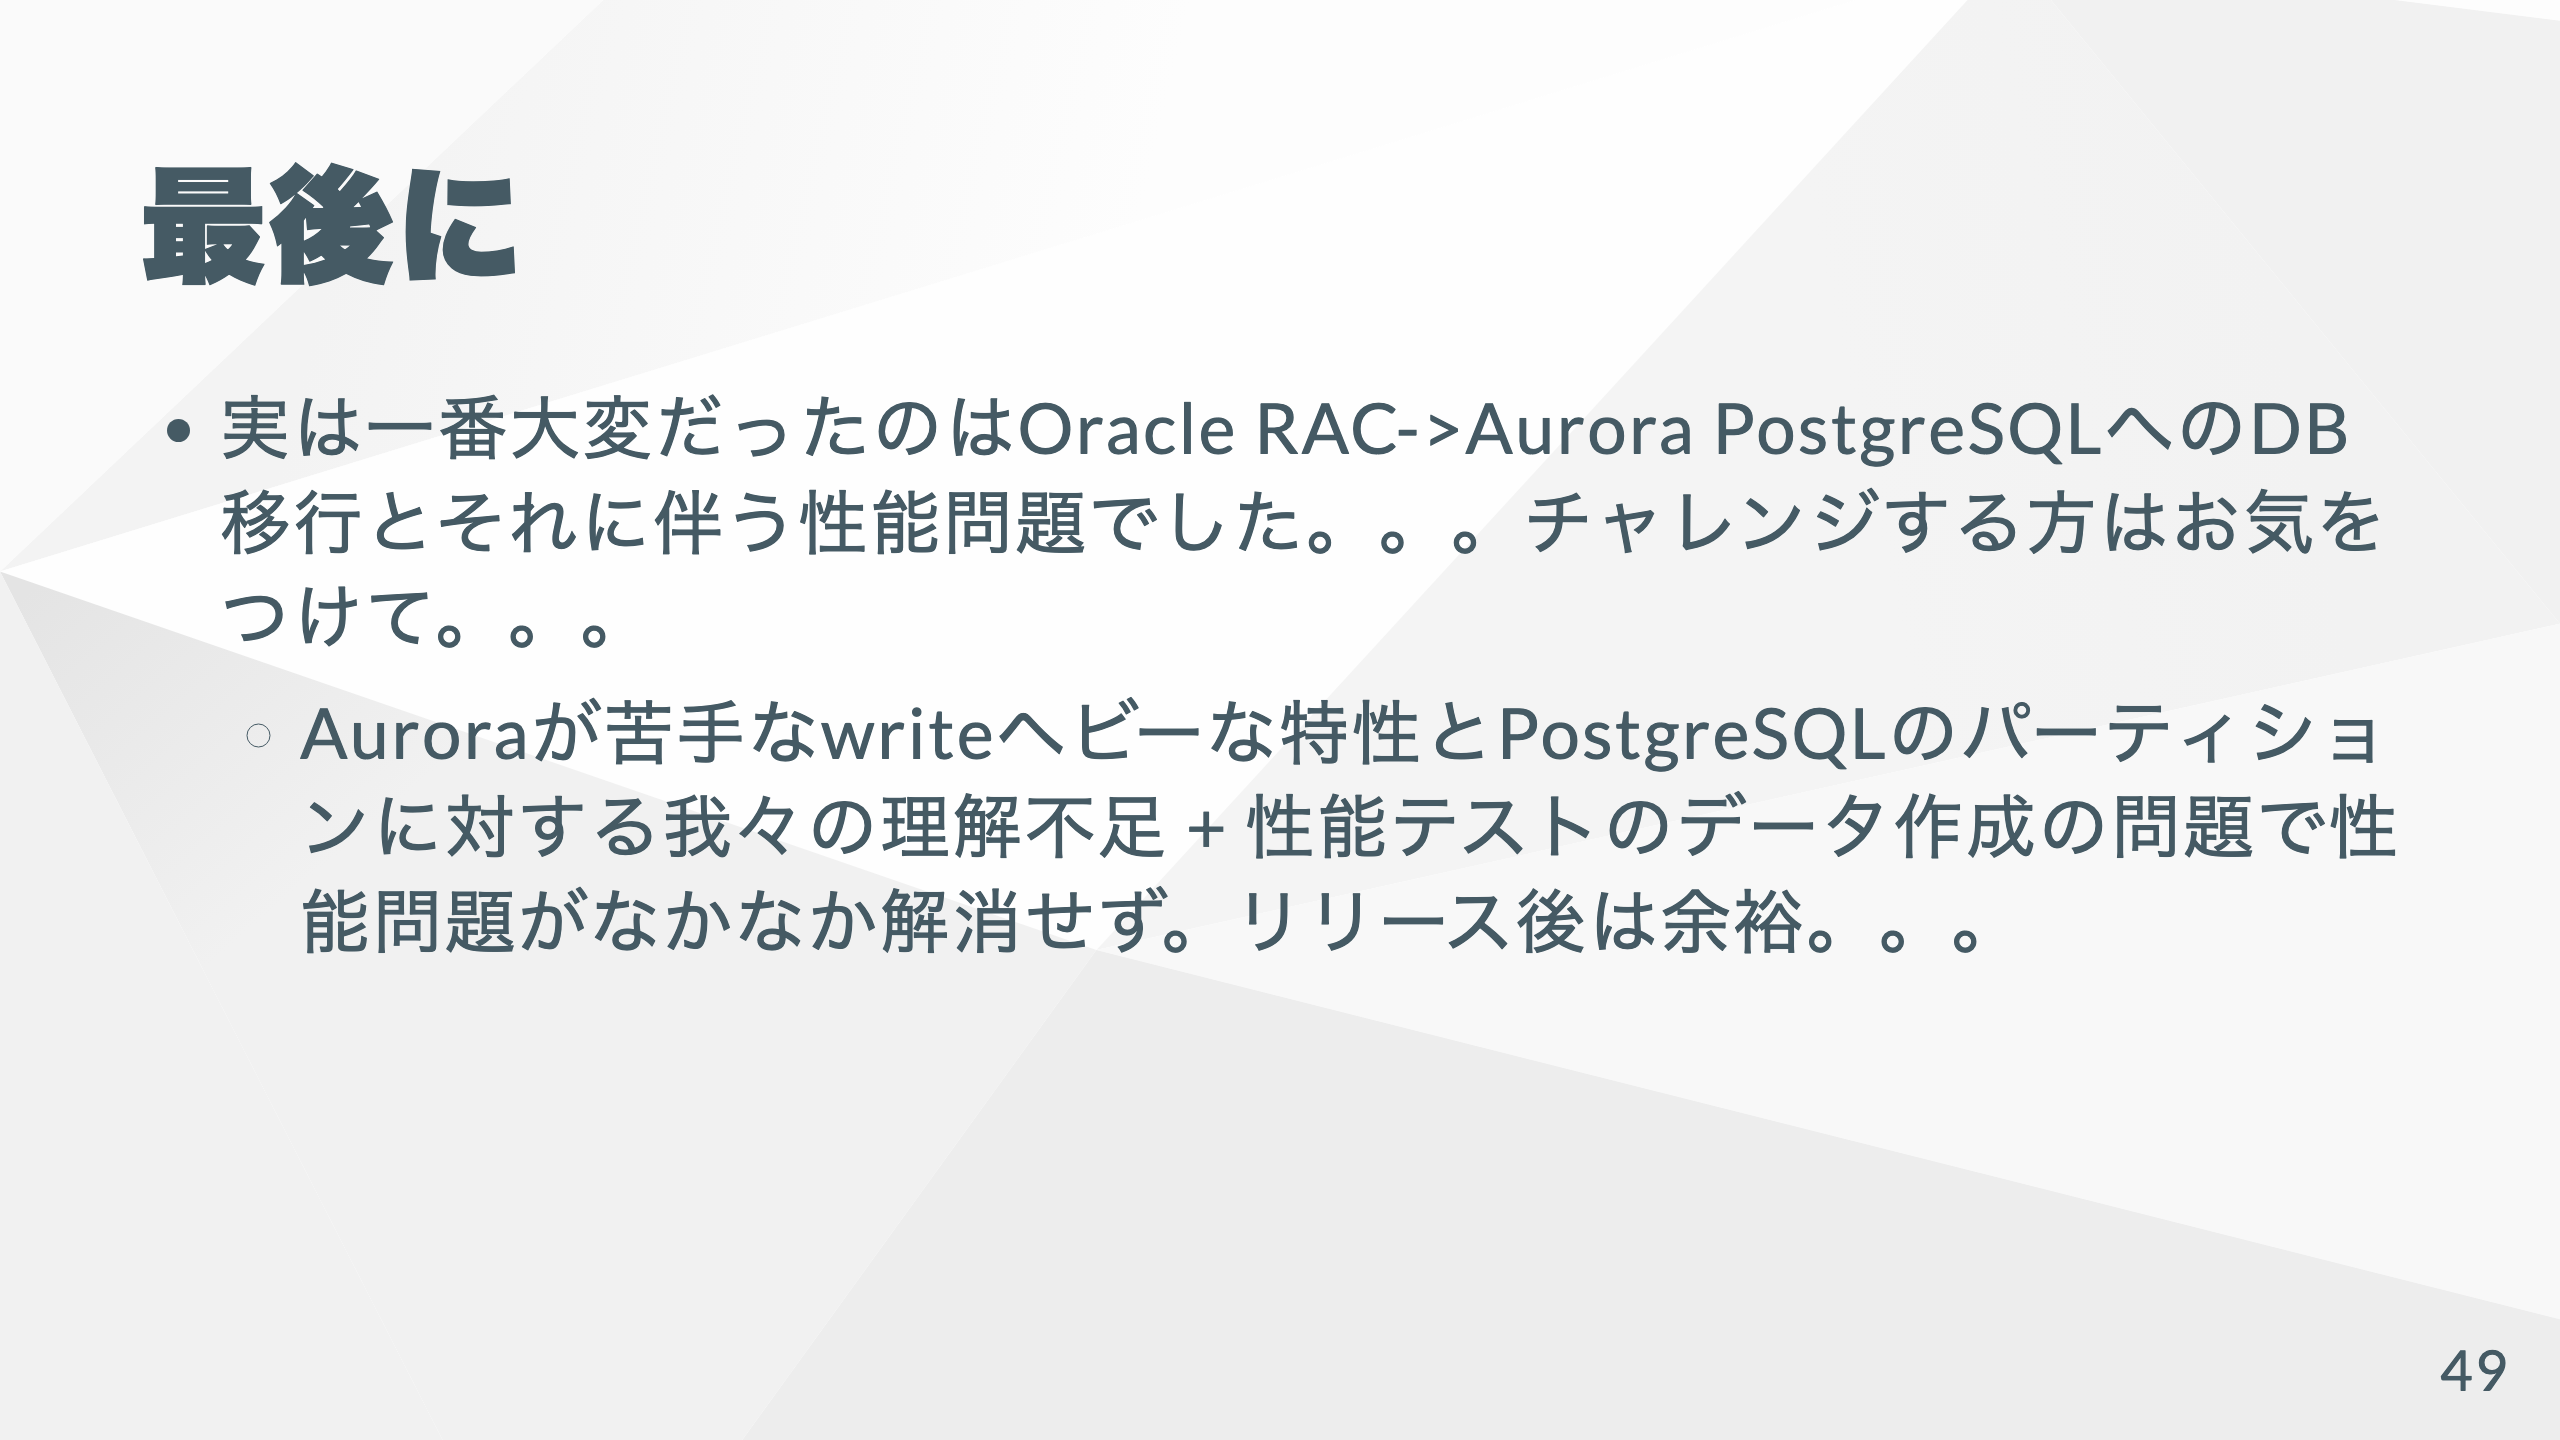 最後に
• 実は一番大変だったのはOracle RAC->Aurora PostgreSQLへのDB
移行とそれに伴う性能問題でした。。。チャレンジする方はお気を
つけて。。。
○ Auroraが苦手なwriteヘビーな特性とPostgreSQLのパーティショ
ンに対する我々の理解不足 + 性能テストのデータ作成の問題で性
能問題がなかなか解消せず。リリース後は余裕。。。
49